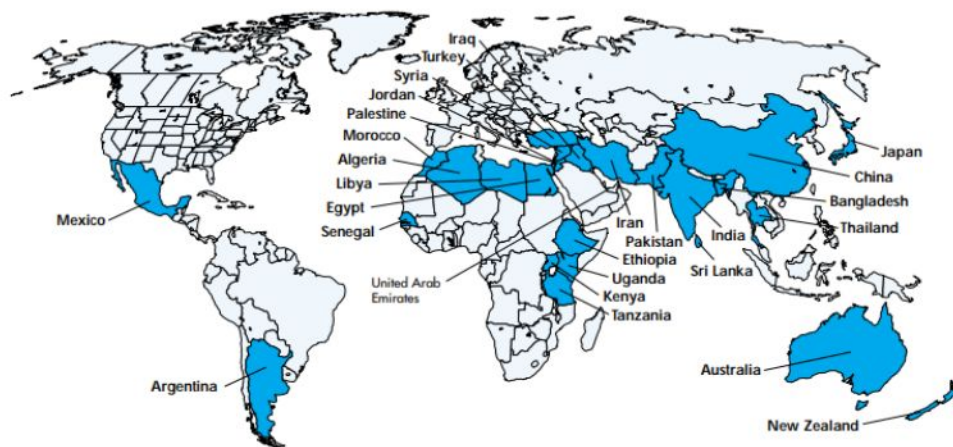 Iraq
Turkey
Syria
Jordan
Palestine
Morocco
Algeria
Libya
Egypt
Senegal
Mexico
United Arab
Emirates
Argentina
Iran
Pakistan
Ethiopia
Uganda
Kenya
Tanzania
India
Sri Lanka
Japan
China
Bangladesh
Thailand
Australia
New Zealand